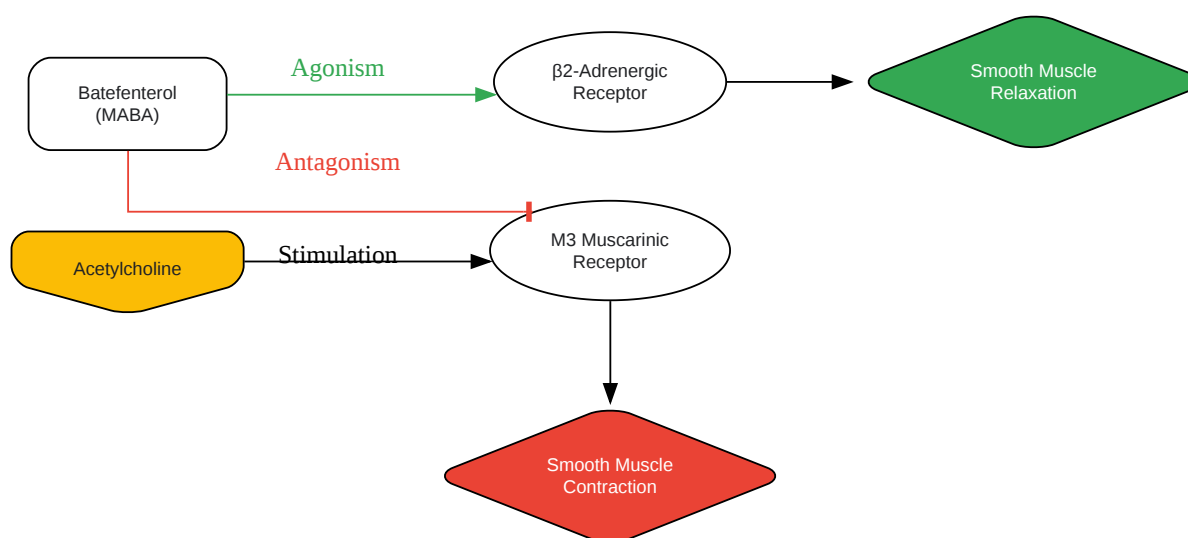 Batefenterol
(MABA)
Agonism
β2-Adrenergic
Receptor
Smooth Muscle
Relaxation
Antagonism
Acetylcholine
Stimulation
M3 Muscarinic
Receptor
Smooth Muscle
Contraction